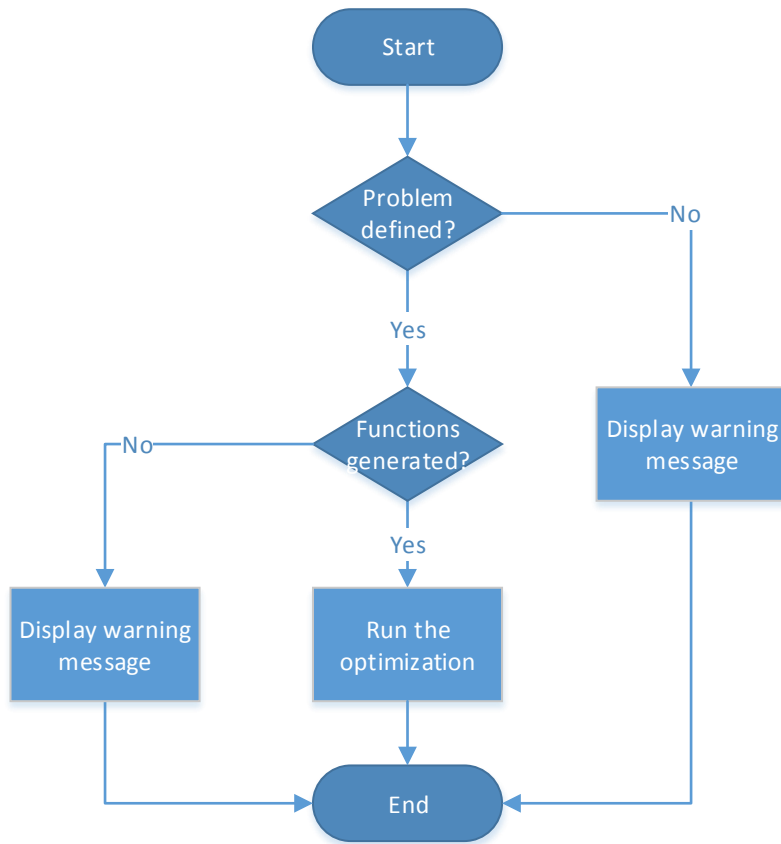 Start
Problem
defined?
No
Yes
Functions
generated?
No
Display warning
message
Yes
Display warning
message
Run the
optimization
End